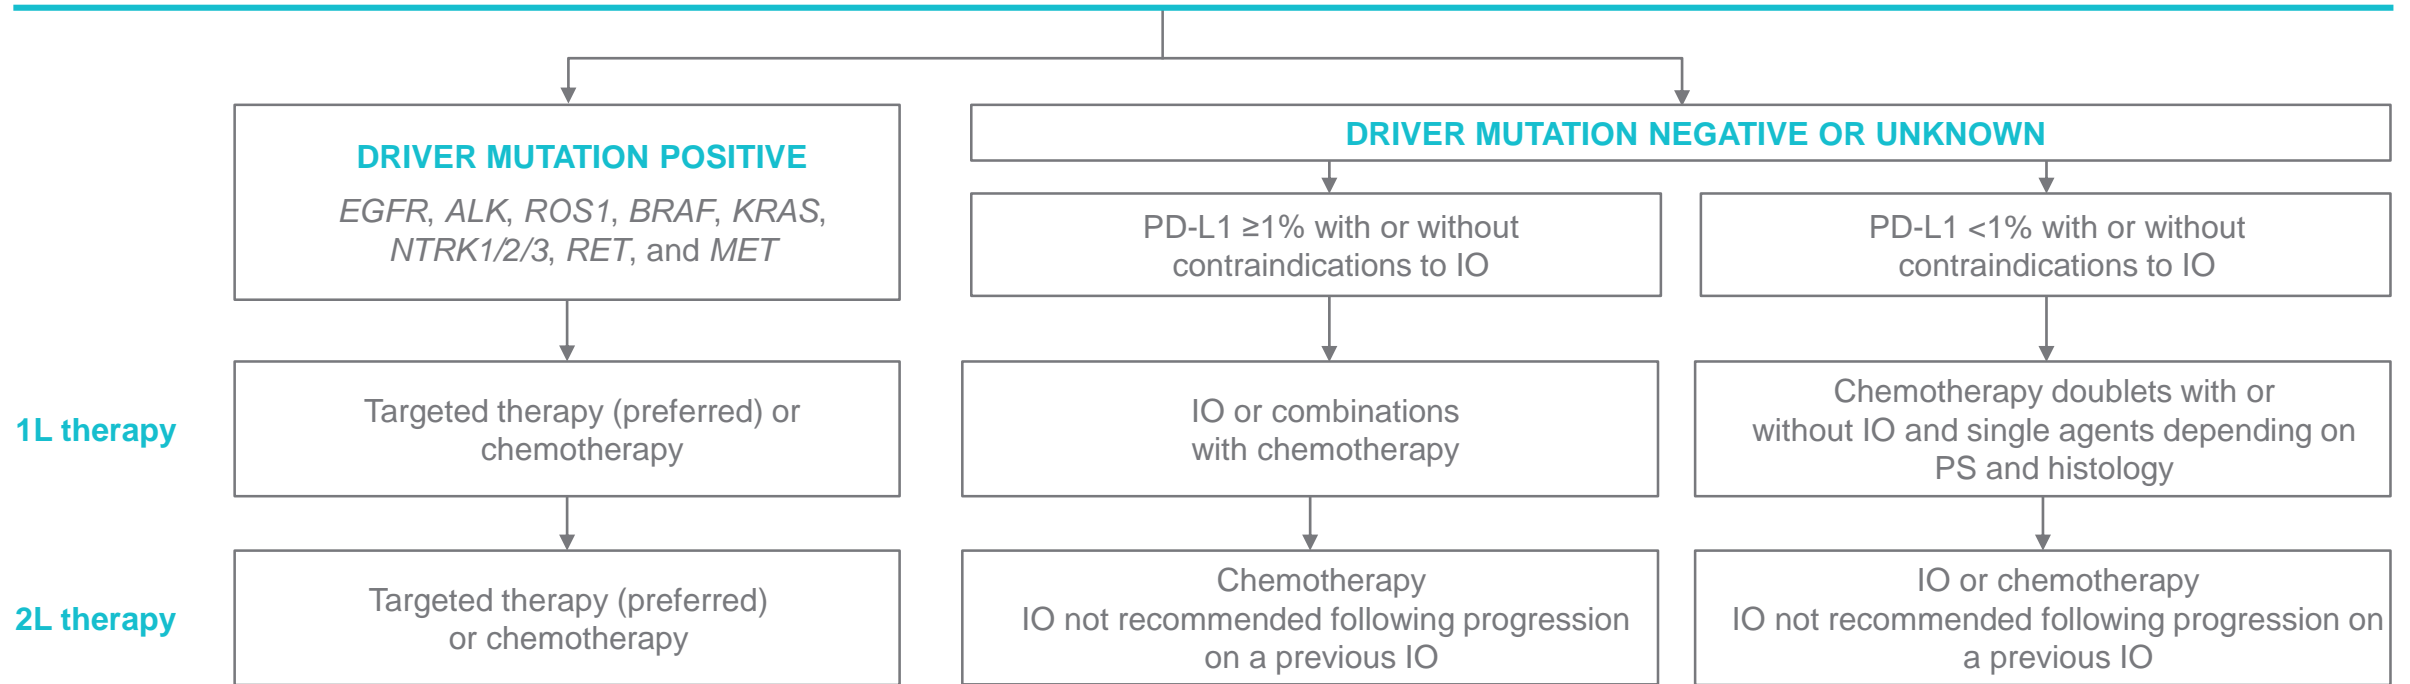 DRIVER MUTATION POSITIVE
EGFR, ALK, ROS1, BRAF, KRAS,
NTRK1/2/3, RET, and MET
DRIVER MUTATION NEGATIVE OR UNKNOWN
PD-L1 ≥1% with or without
contraindications to IO
PD-L1 <1% with or without
contraindications to IO
1L therapy
Targeted therapy (preferred) or
chemotherapy
IO or combinations
with chemotherapy
Chemotherapy doublets with or
without IO and single agents depending on
PS and histology
2L therapy
Targeted therapy (preferred)
or chemotherapy
Chemotherapy
IO not recommended following progression
on a previous IO
IO or chemotherapy
IO not recommended following progression on
a previous IO